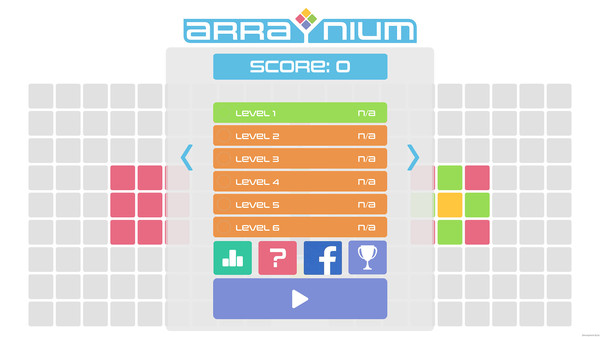 arraynium
SCORE: 0
Level 1 n/a
Level 2 n/a
Level 3 n/a
Level 4 n/a
Level 5 n/a
Level 6 n/a
? f